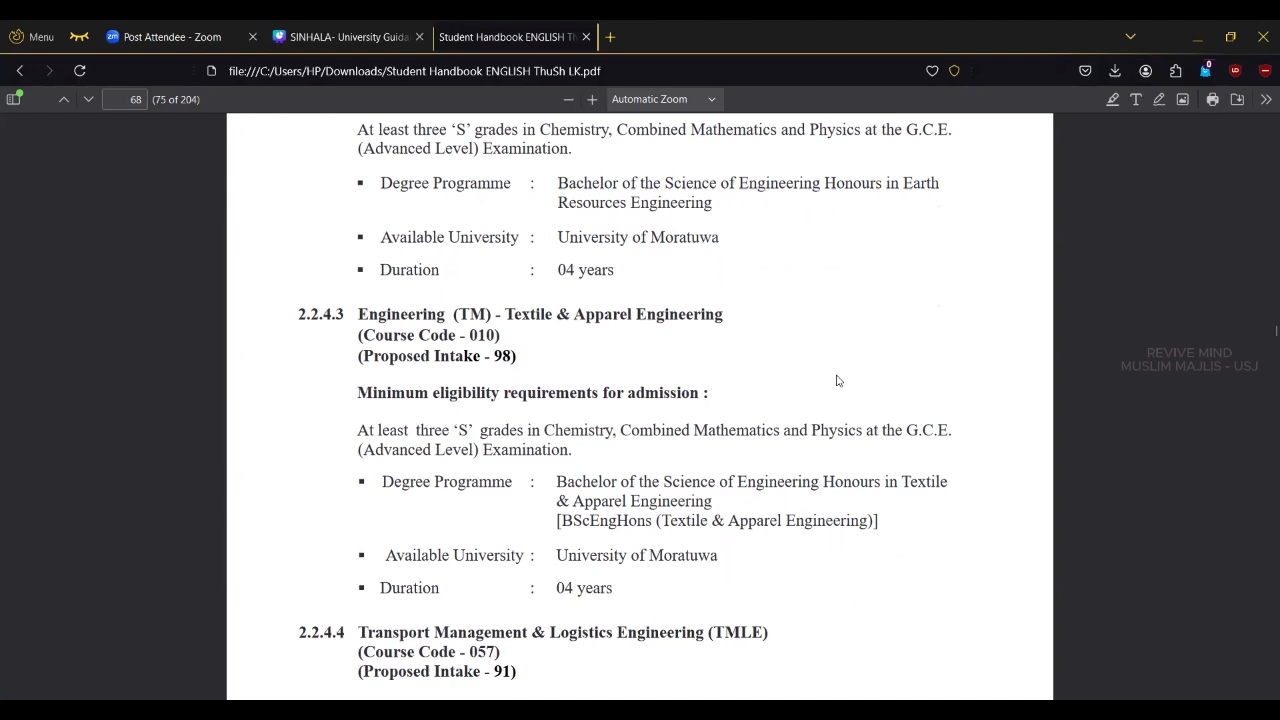 Menu
Post Attendee - Zoom
SINHALA- University Guida
Student Handbook ENGLISH Th
file:///C:/Users/HP/Downloads/Student Handbook ENGLISH ThuSh LK.pdf
0
68 (75 of 204)
Automatic Zoom
At least three ‘S’ grades in Chemistry, Combined Mathematics and Physics at the G.C.E.
(Advanced Level) Examination.
▪ Degree Programme : Bachelor of the Science of Engineering Honours in Earth
Resources Engineering
▪ Available University : University of Moratuwa
▪ Duration : 04 years
2.2.4.3 Engineering (TM) - Textile & Apparel Engineering
(Course Code - 010)
(Proposed Intake - 98)
REVIVE MIND
MUSLIM MAJLIS - USJ
Minimum eligibility requirements for admission :
At least three ‘S’ grades in Chemistry, Combined Mathematics and Physics at the G.C.E.
(Advanced Level) Examination.
▪ Degree Programme : Bachelor of the Science of Engineering Honours in Textile
& Apparel Engineering
[BScEngHons (Textile & Apparel Engineering)]
▪ Available University : University of Moratuwa
▪ Duration : 04 years
2.2.4.4 Transport Management & Logistics Engineering (TMLE)
(Course Code - 057)
(Proposed Intake - 91)